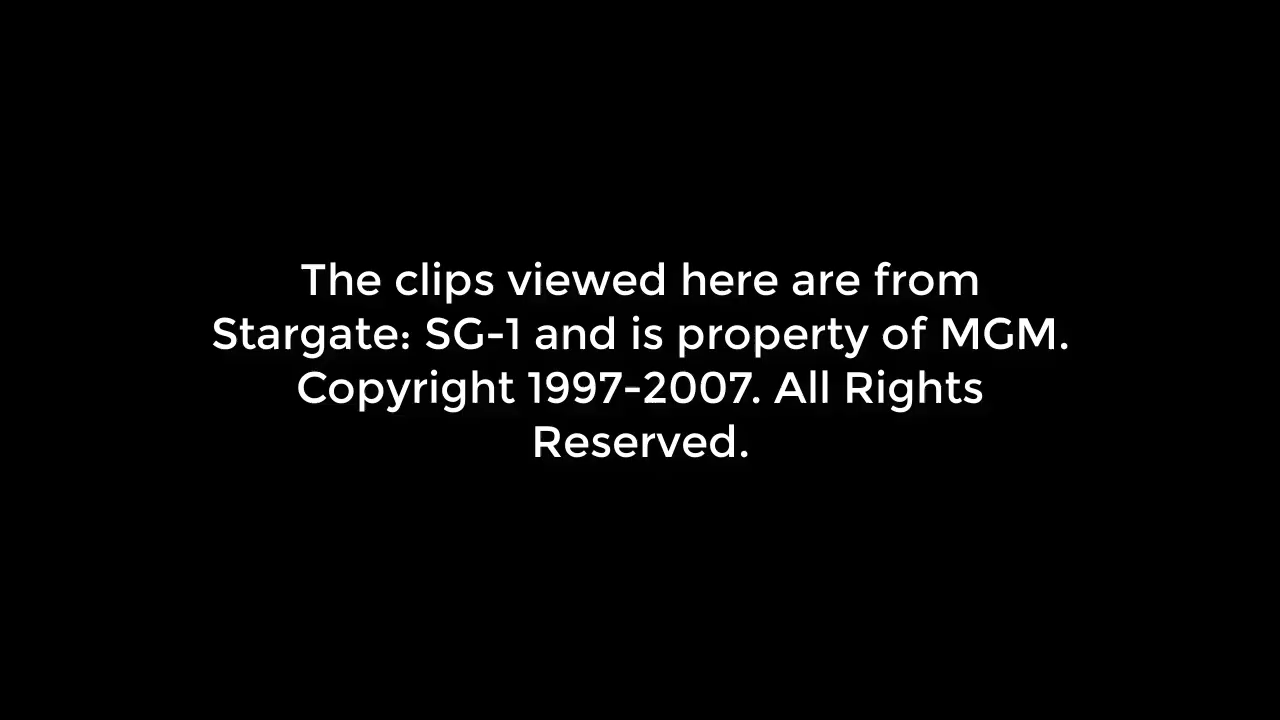 The clips viewed here are from
Stargate: SG-1 and is property of MGM.
Copyright 1997-2007. All Rights
Reserved.